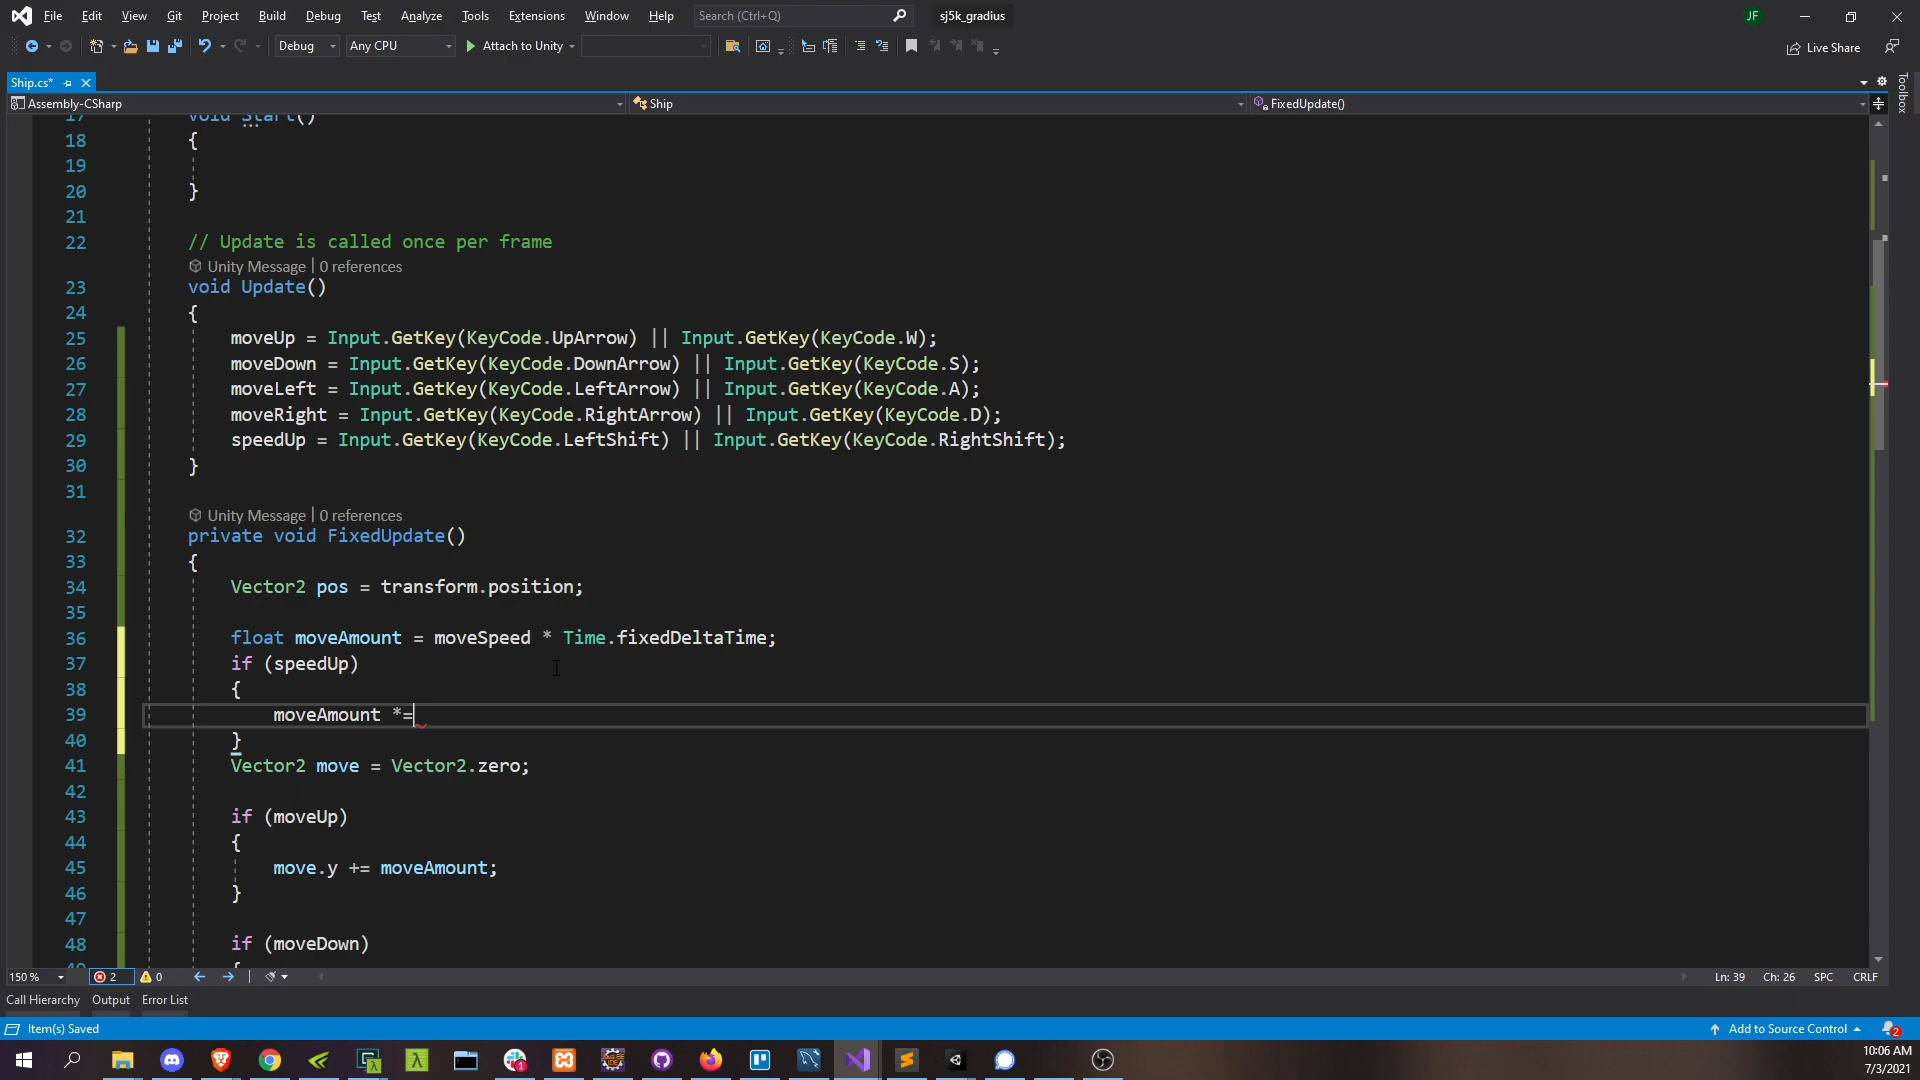 File Edit View Git Project Build Debug Test Analyze Tools Extensions Window Help Search (Ctrl+Q) sj5k_gradius JF
Debug Any CPU Attach to Unity Live Share
Ship.cs*
Toolbox
Assembly-CSharp Ship FixedUpdate()
17 void Start()
18 {
19
20 }
21
22 // Update is called once per frame
Unity Message | 0 references
23 void Update()
24 {
25 moveUp = Input.GetKey(KeyCode.UpArrow) || Input.GetKey(KeyCode.W);
26 moveDown = Input.GetKey(KeyCode.DownArrow) || Input.GetKey(KeyCode.S);
27 moveLeft = Input.GetKey(KeyCode.LeftArrow) || Input.GetKey(KeyCode.A);
28 moveRight = Input.GetKey(KeyCode.RightArrow) || Input.GetKey(KeyCode.D);
29 speedUp = Input.GetKey(KeyCode.LeftShift) || Input.GetKey(KeyCode.RightShift);
30 }
31
Unity Message | 0 references
32 private void FixedUpdate()
33 {
34 Vector2 pos = transform.position;
35
36 float moveAmount = moveSpeed * Time.fixedDeltaTime;
37 if (speedUp)
38 {
39 moveAmount *=
40 }
41 Vector2 move = Vector2.zero;
42
43 if (moveUp)
44 {
45 move.y += moveAmount;
46 }
47
48 if (moveDown)
49 {
150 % 2 0 Ln: 39 Ch: 26 SPC CRLF
Call Hierarchy Output Error List
Item(s) Saved Add to Source Control 2
10:06 AM
7/3/2021